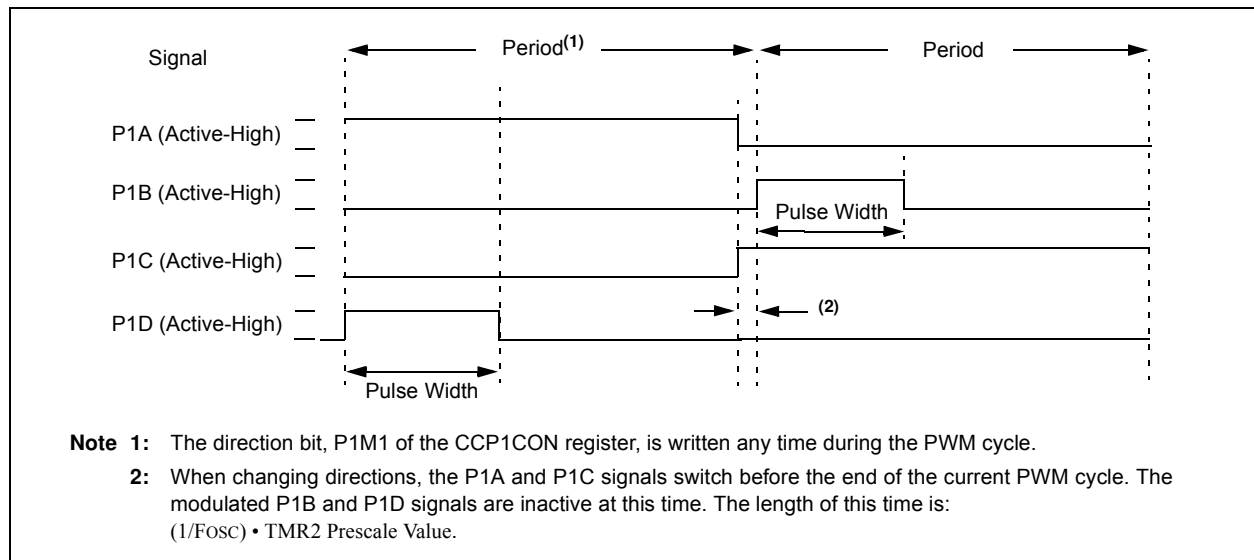 Signal
Period(1)
Period
P1A (Active-High)
P1B (Active-High)
Pulse Width
P1C (Active-High)
(2)
P1D (Active-High)
Pulse Width
Note 1: The direction bit, P1M1 of the CCP1CON register, is written any time during the PWM cycle.
2: When changing directions, the P1A and P1C signals switch before the end of the current PWM cycle. The
modulated P1B and P1D signals are inactive at this time. The length of this time is:
(1/FOSC) • TMR2 Prescale Value.